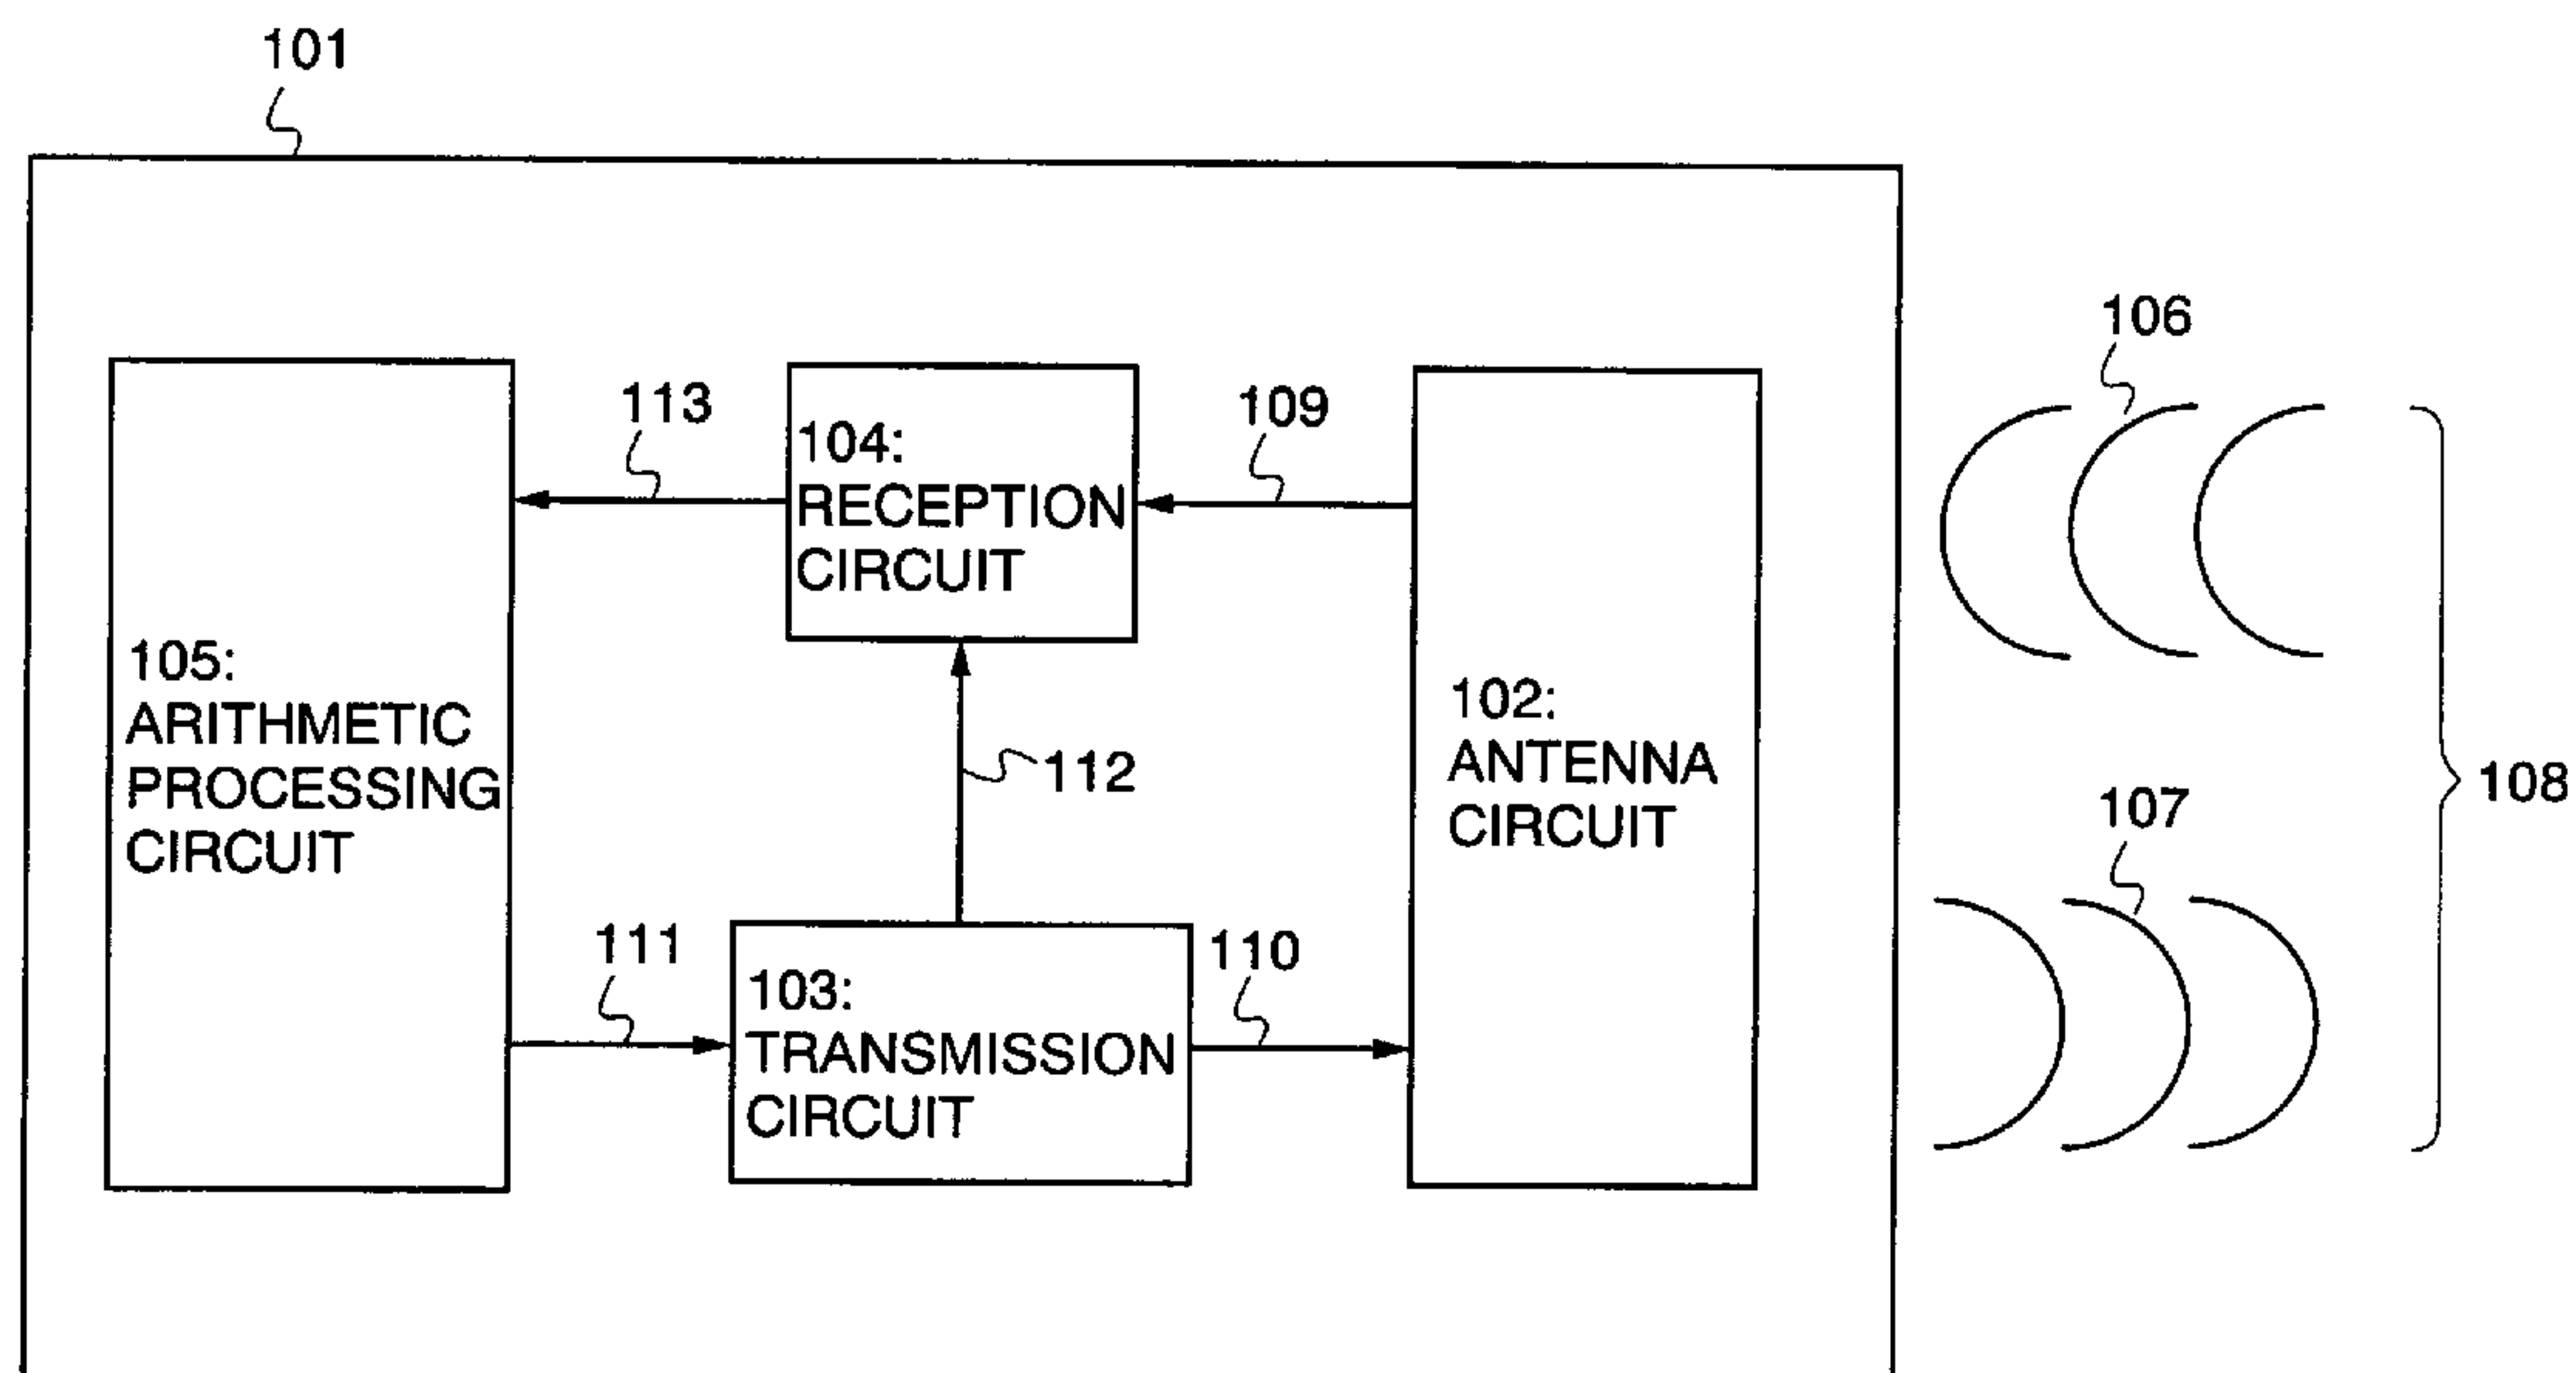 101
106
113
109
104:
RECEPTION
CIRCUIT
105:
ARITHMETIC
PROCESSING
CIRCUIT
102:
ANTENNA
CIRCUIT
112
108
107
111
110
103:
TRANSMISSION
CIRCUIT